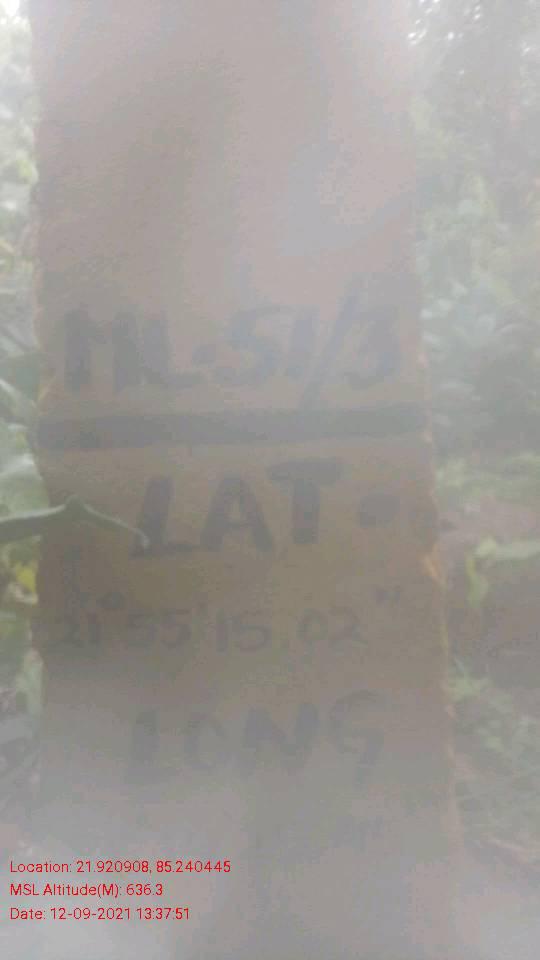 ML.51/3
LAT.
21°55'15.02"
LONG
Location: 21.920908, 85.240445
MSL Altitude(M): 636.3
Date: 12-09-2021 13:37:51